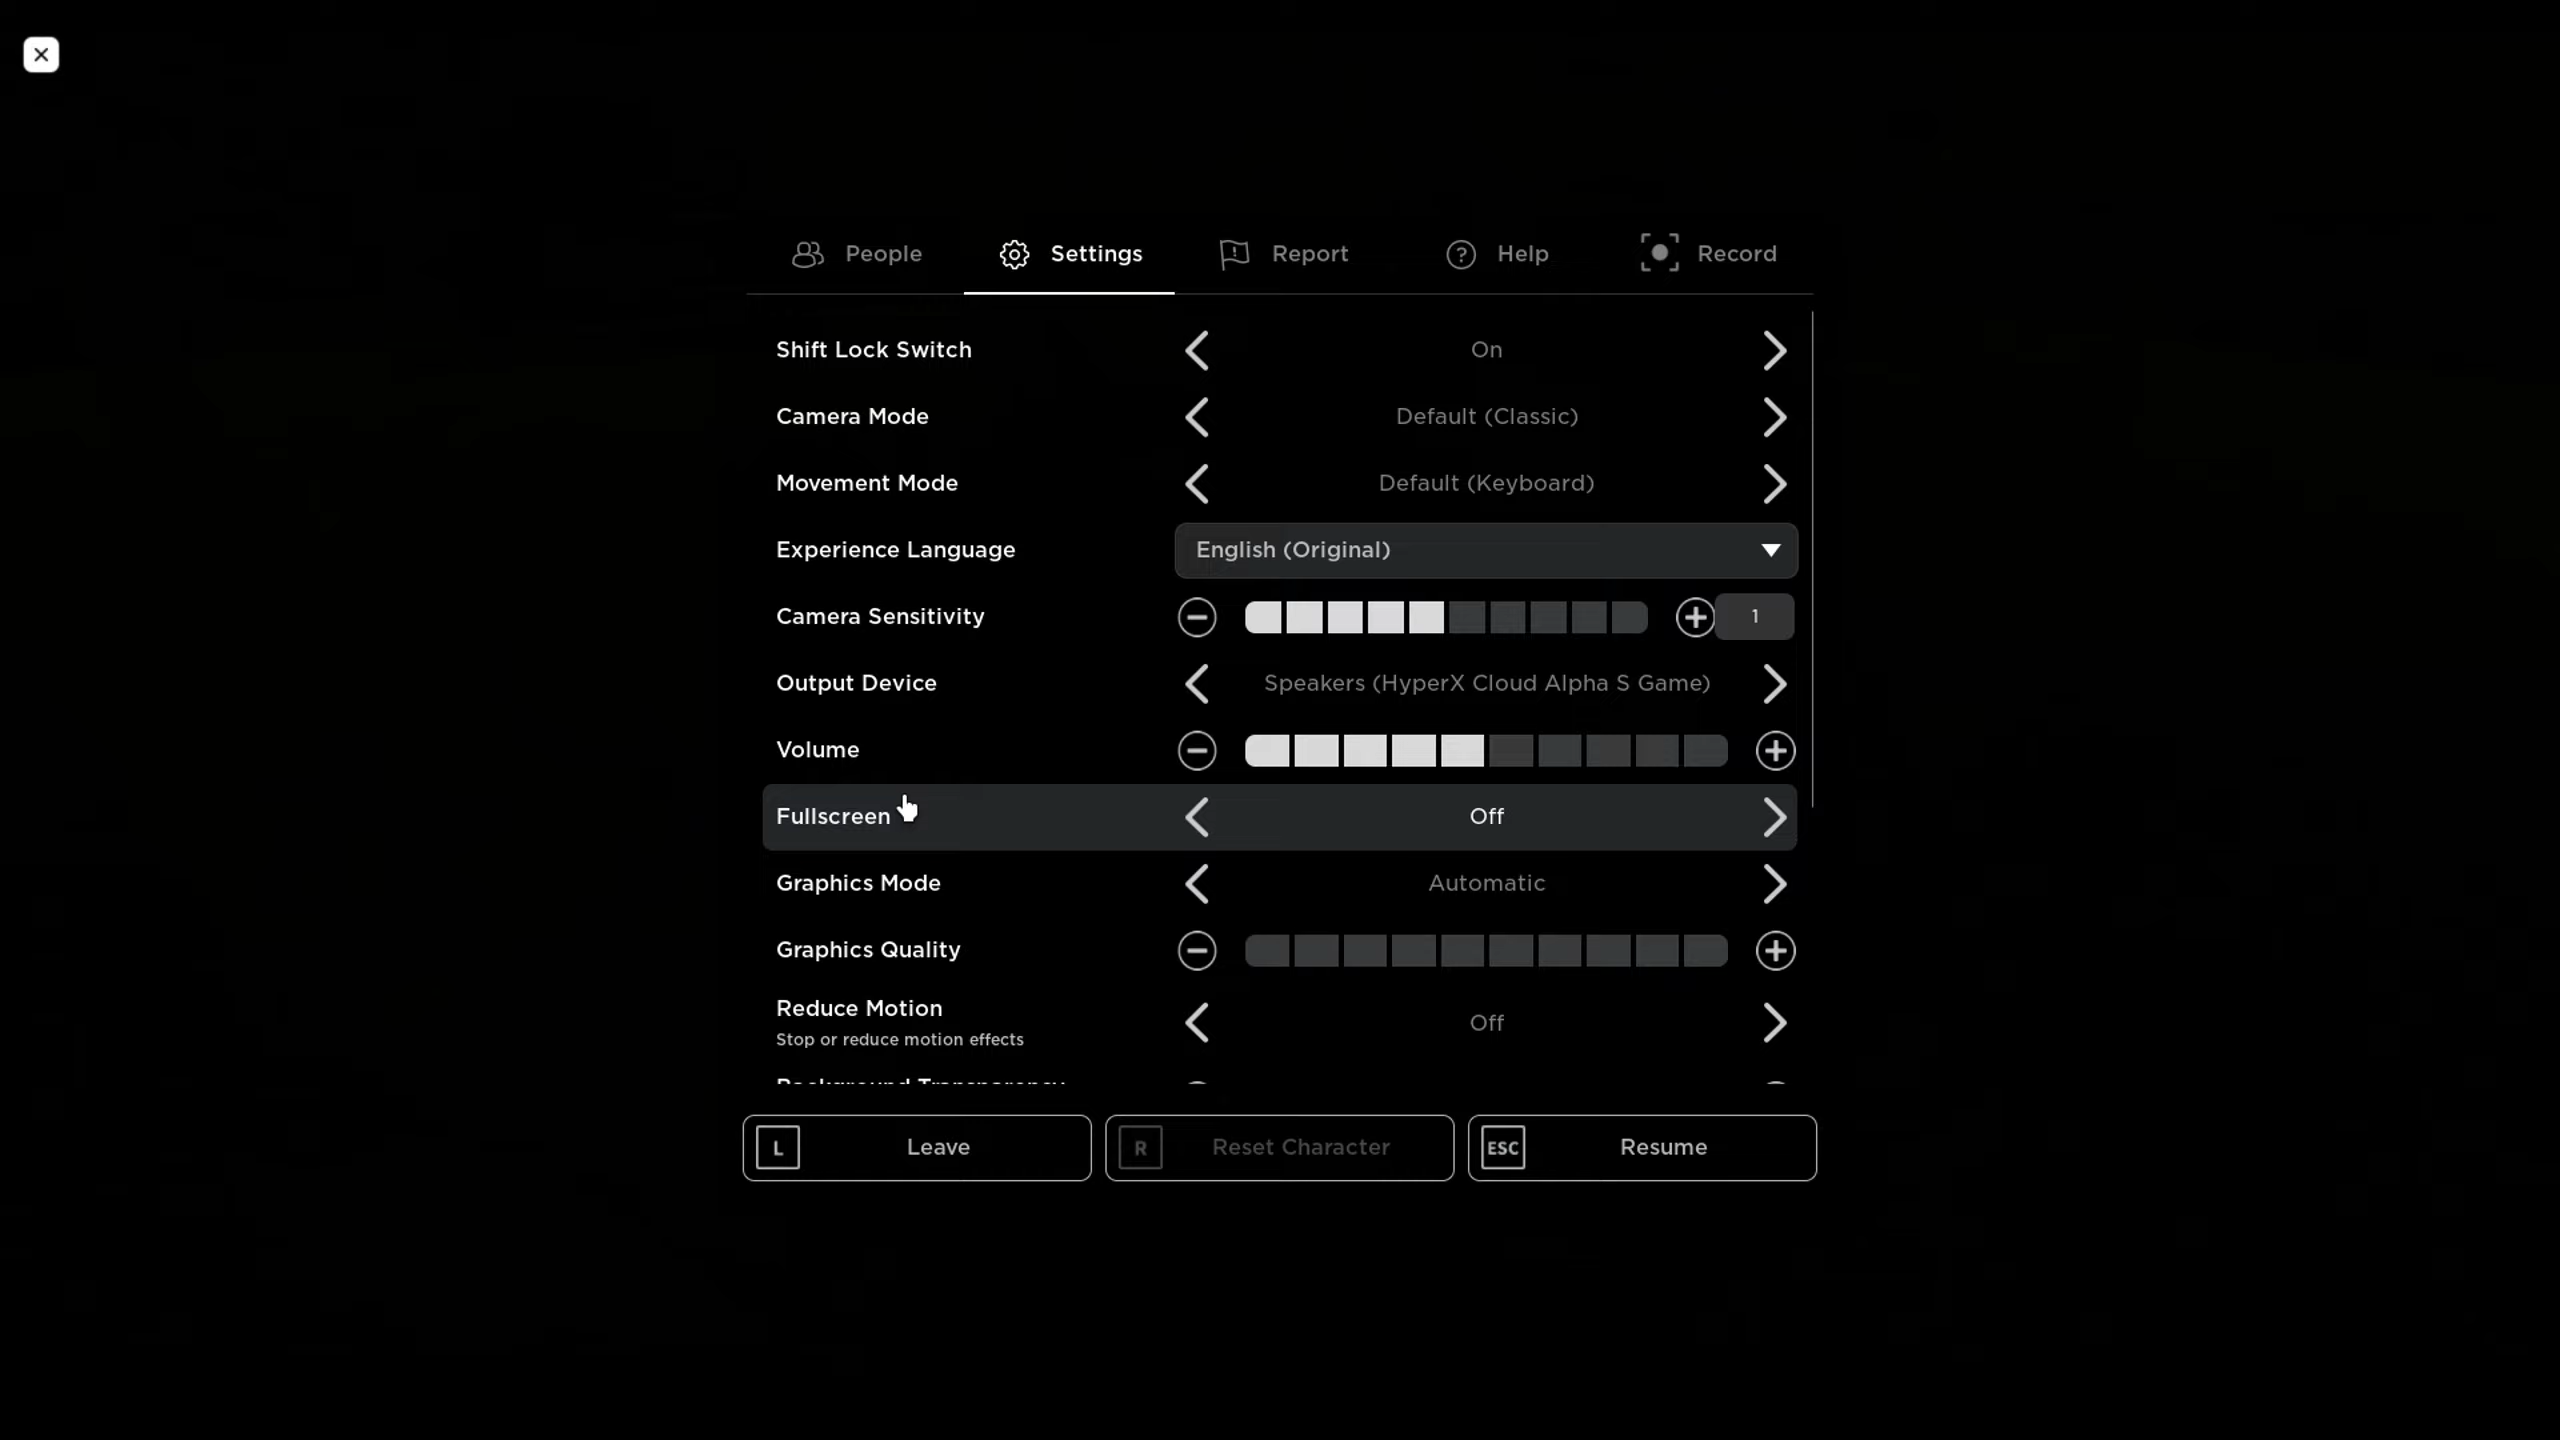 People Settings Report Help Record
Shift Lock Switch On
Camera Mode Default (Classic)
Movement Mode Default (Keyboard)
Experience Language English (Original)
Camera Sensitivity 1
Output Device Speakers (HyperX Cloud Alpha S Game)
Volume
Fullscreen Off
Graphics Mode Automatic
Graphics Quality
Reduce Motion Off
Stop or reduce motion effects
Background Transparency
L Leave R Reset Character ESC Resume